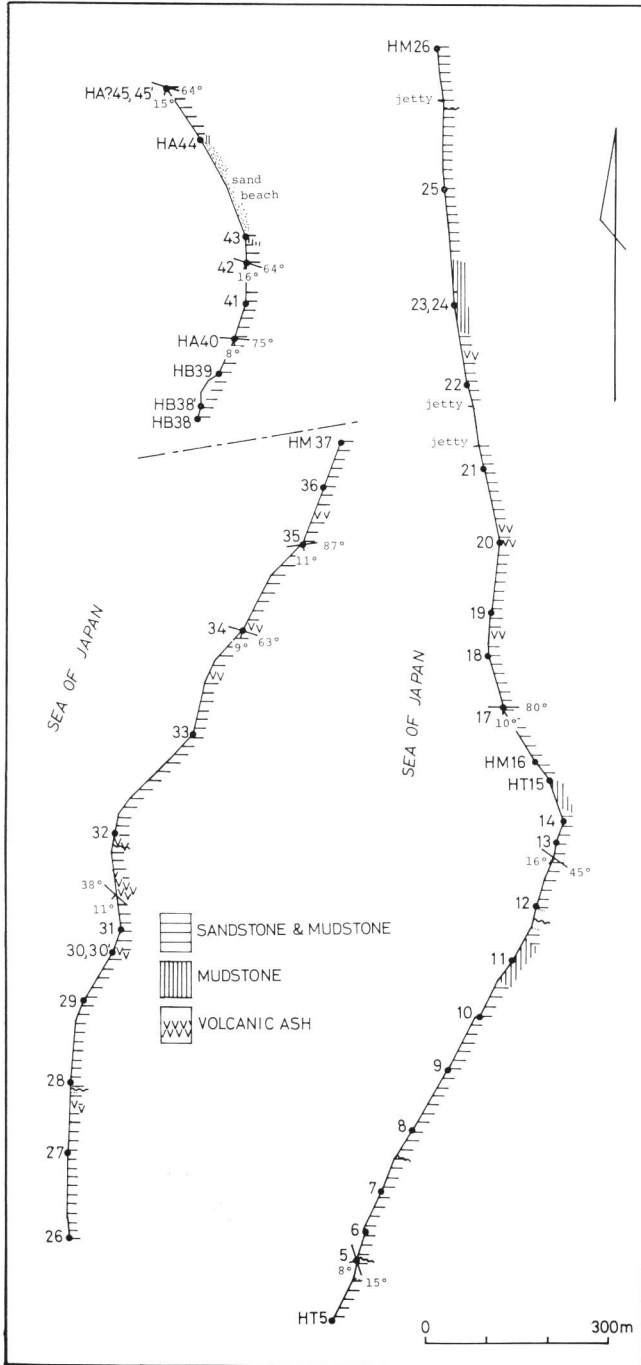 HA?45,45'
64°
15°
HA44
sand
beach
43
42
64°
16°
41
HA40
75°
8°
HB39
HB38'
HB38
HM37
36
35
87°
11°
34
63°
9°
33
32
38°
11°
31
30,30'
29
28
27
26
SEA OF JAPAN
SANDSTONE & MUDSTONE
MUDSTONE
VOLCANIC ASH
HM26
jetty
25
23,24
22
jetty
jetty
21
20
19
18
SEA OF JAPAN
17
80°
10°
HM16
HT15
14
13
16°
45°
12
11
10
9
8
7
6
5
8°
15°
HT5
0
300m